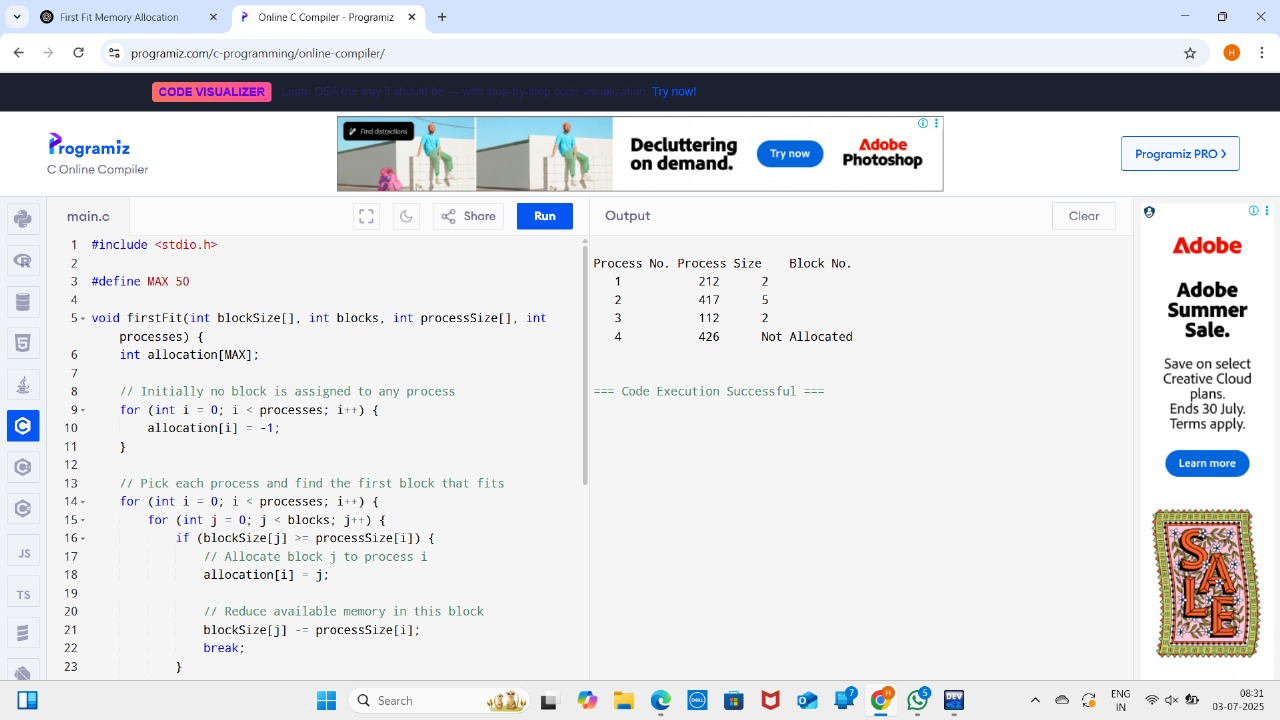 First Fit Memory Allocation
Online C Compiler - Programiz
programiz.com/c-programming/online-compiler/
H
CODE VISUALIZER Learn DSA the way it should be — with step-by-step code visualization. Try now!
Programiz
C Online Compiler
Find distractions
Decluttering
on demand.
Try now
Adobe
Photoshop
Programiz PRO
main.c
Share
Run
Output
Clear
1 #include <stdio.h>
2
3 #define MAX 50
4
5 void firstFit(int blockSize[], int blocks, int processSize[], int
processes) {
6 int allocation[MAX];
7
8 // Initially no block is assigned to any process
9 for (int i = 0; i < processes; i++) {
10 allocation[i] = -1;
11 }
12
13 // Pick each process and find the first block that fits
14 for (int i = 0; i < processes; i++) {
15 for (int j = 0; j < blocks; j++) {
16 if (blockSize[j] >= processSize[i]) {
17 // Allocate block j to process i
18 allocation[i] = j;
19
20 // Reduce available memory in this block
21 blockSize[j] -= processSize[i];
22 break;
23 }
Process No. Process Size Block No.
1 212 2
2 417 5
3 112 2
4 426 Not Allocated
=== Code Execution Successful ===
JS
TS
Adobe
Adobe
Summer
Sale.
Save on select
Creative Cloud
plans.
Ends 30 July.
Terms apply.
Learn more
SALE
Search
DELL
7
H
5
DEV
ENG
IN
08:31
03-07-2025